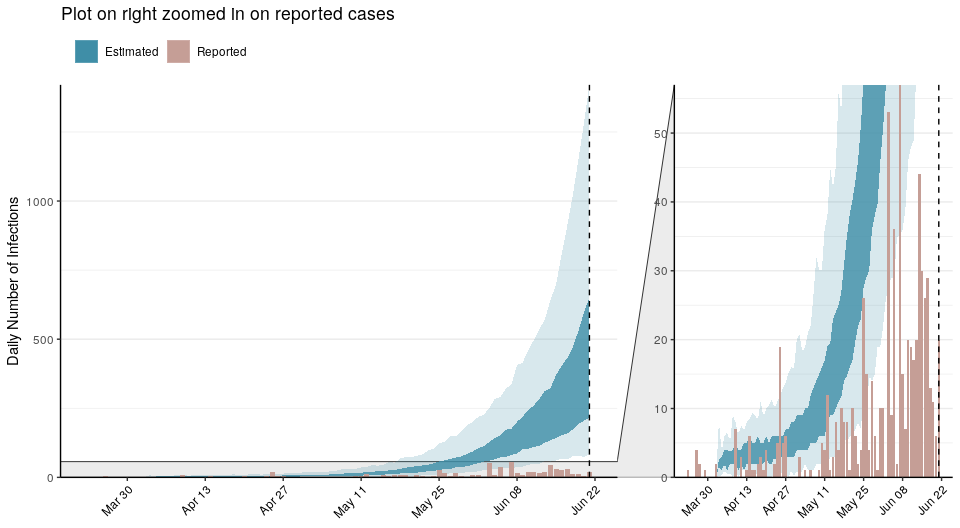 Plot on right zoomed in on reported cases
Estimated
Reported
Daily Number of Infections
1000
500
0
Mar 30
Apr 13
Apr 27
May 11
May 25
Jun 08
Jun 22
50
40
30
20
10
0
Mar 30
Apr 13
Apr 27
May 11
May 25
Jun 08
Jun 22